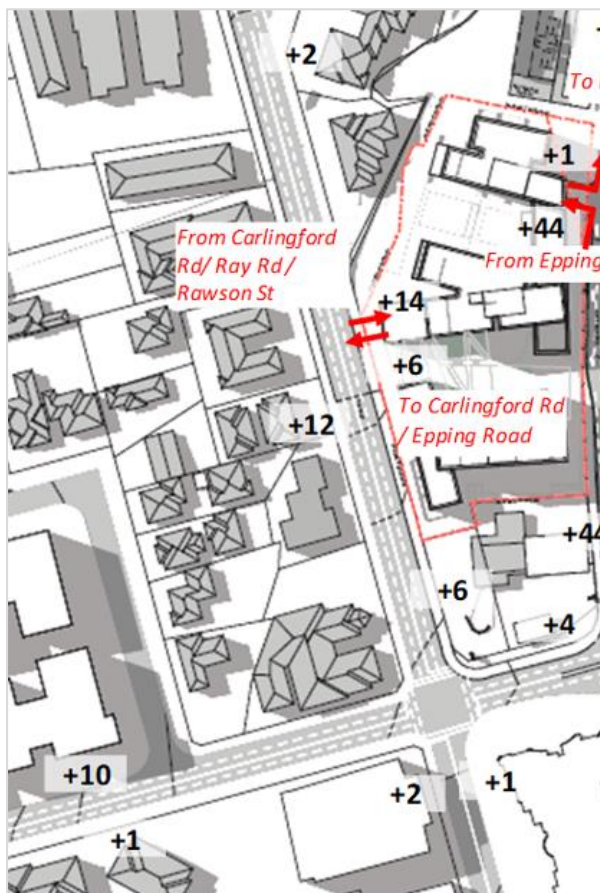 +2
To
+1
From Carlingford
Rd/ Ray Rd /
Rawson St
+44
From Epping
+14
+6
To Carlingford Rd
/ Epping Road
+12
+44
+6
+4
+10
+2
+1
+1